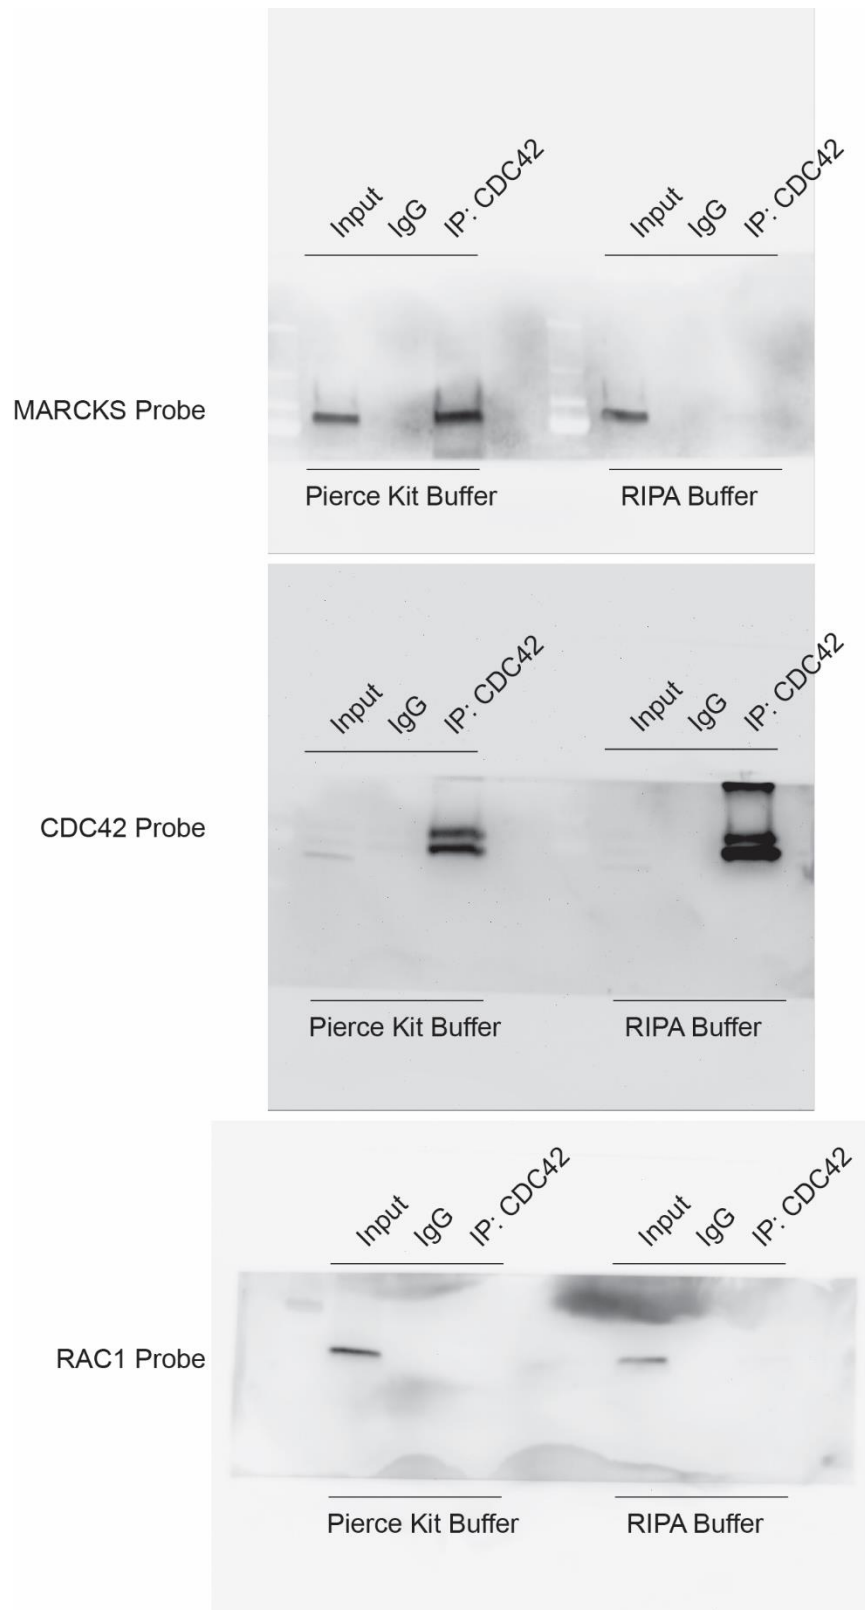 Input IgG IP: CDC42 Input IgG IP: CDC42
MARCKS Probe
Pierce Kit Buffer RIPA Buffer
Input IgG IP: CDC42 Input IgG IP: CDC42
CDC42 Probe
Pierce Kit Buffer RIPA Buffer
Input IgG IP: CDC42 Input IgG IP: CDC42
RAC1 Probe
Pierce Kit Buffer RIPA Buffer